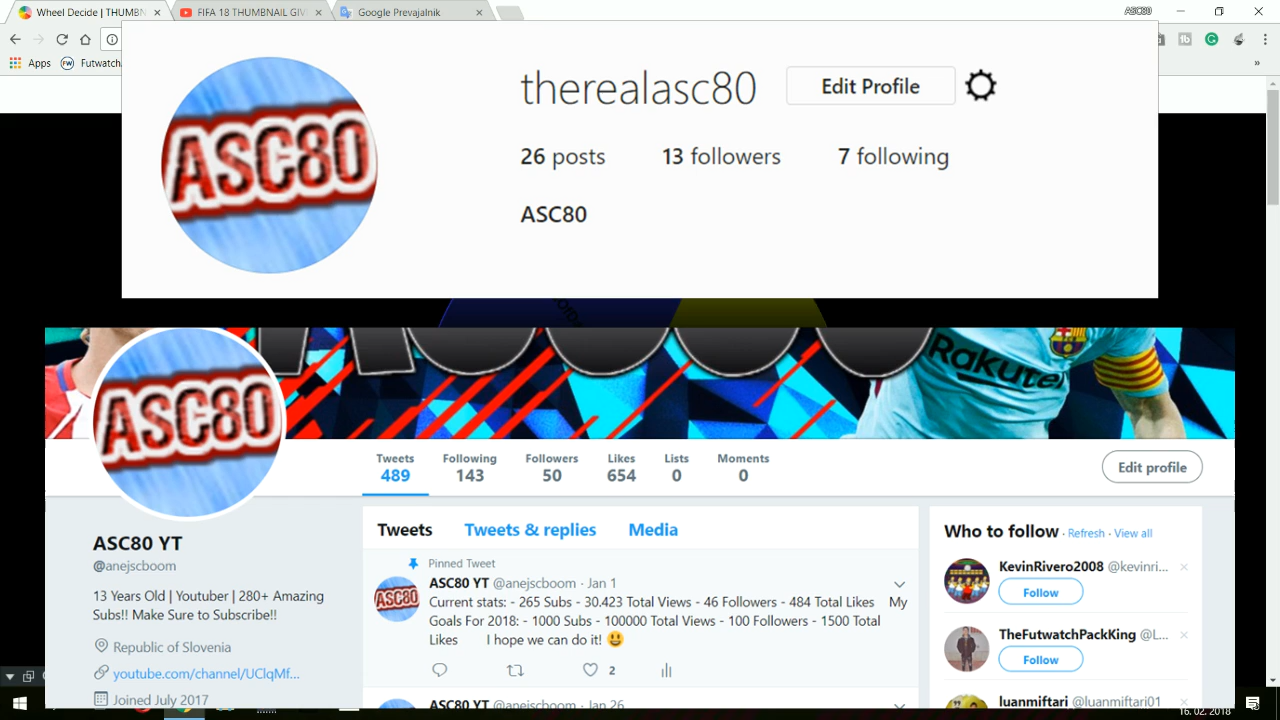 Wheel Decide | THUMBN
FIFA 18 THUMBNAIL GIV
Google Prevajalnik
ASC80
Apps
FW
Futwatch
tb
»
ASC80
therealasc80
Edit Profile
26 posts
13 followers
7 following
ASC80
Rakuten
ASC80
Tweets
489
Following
143
Followers
50
Likes
654
Lists
0
Moments
0
Edit profile
ASC80 YT
@anejscboom
13 Years Old | Youtuber | 280+ Amazing
Subs!! Make Sure to Subscribe!!
Republic of Slovenia
youtube.com/channel/UClqMf...
Joined July 2017
Tweets
Tweets & replies
Media
Pinned Tweet
ASC80
ASC80 YT @anejscboom · Jan 1
Current stats: - 265 Subs - 30.423 Total Views - 46 Followers - 484 Total Likes My
Goals For 2018: - 1000 Subs - 100000 Total Views - 100 Followers - 1500 Total
Likes I hope we can do it! 😃
2
ASC80 YT @anejscboom · Jan 26
Who to follow · Refresh · View all
KevinRivero2008 @kevinri...
Follow
TheFutwatchPackKing @L...
Follow
luanmiftari @luanmiftari01
16. 02. 2018